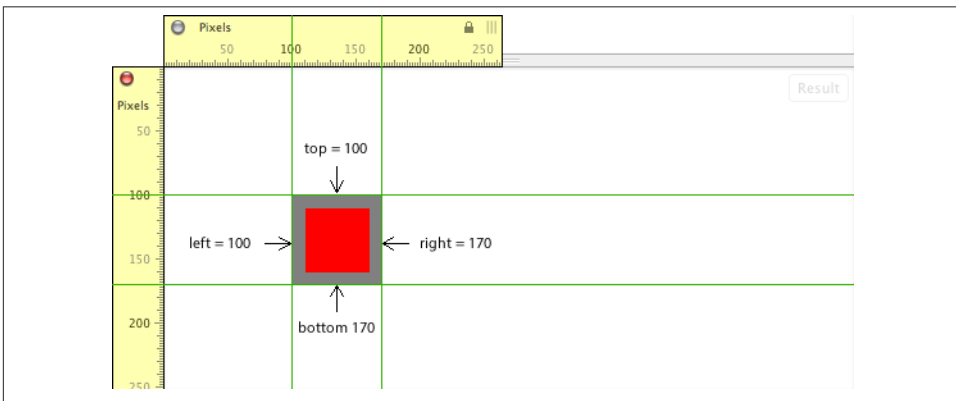 Pixels
50 100 150 200 250
Result
Pixels
50
100
150
200
250
top = 100
left = 100
right = 170
bottom 170